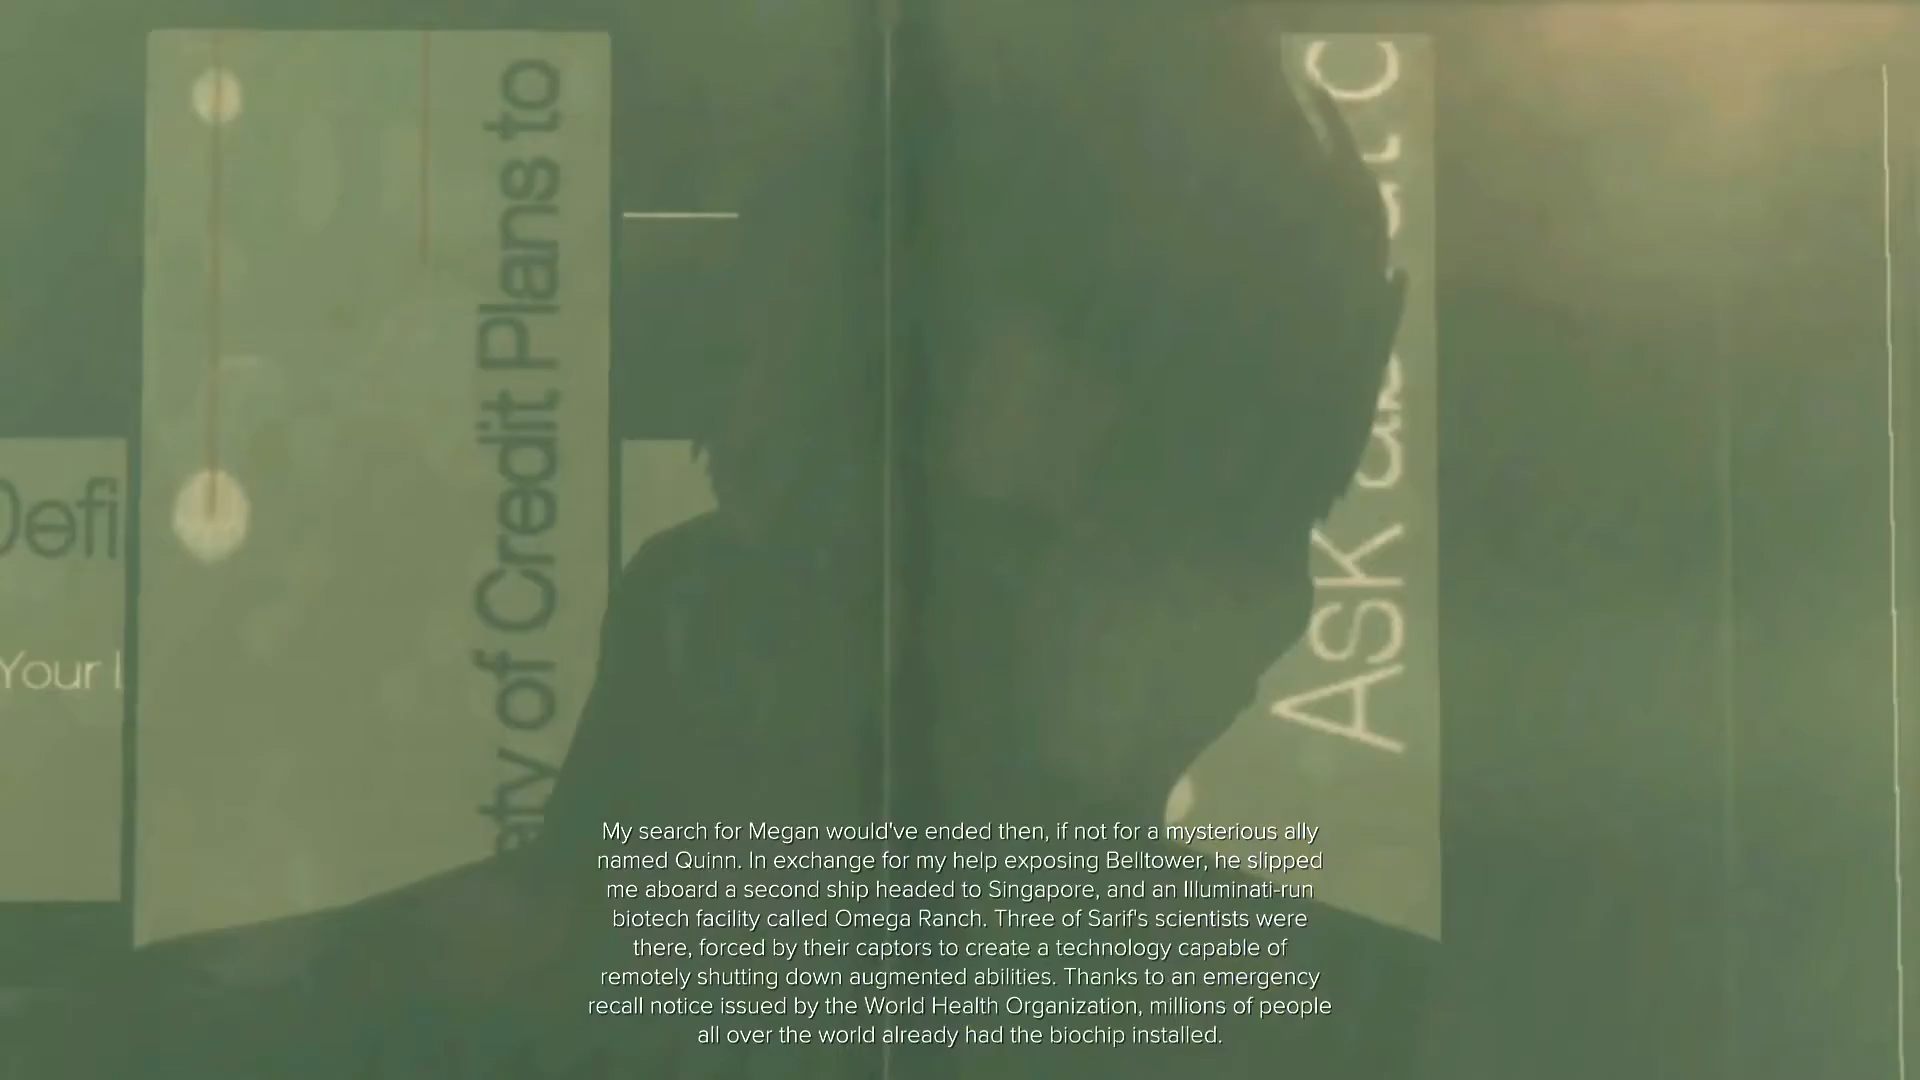 Defi
Your
of Credit Plans to
ASK
My search for Megan would've ended then, if not for a mysterious ally
named Quinn. In exchange for my help exposing Belltower, he slipped
me aboard a second ship headed to Singapore, and an Illuminati-run
biotech facility called Omega Ranch. Three of Sarif's scientists were
there, forced by their captors to create a technology capable of
remotely shutting down augmented abilities. Thanks to an emergency
recall notice issued by the World Health Organization, millions of people
all over the world already had the biochip installed.